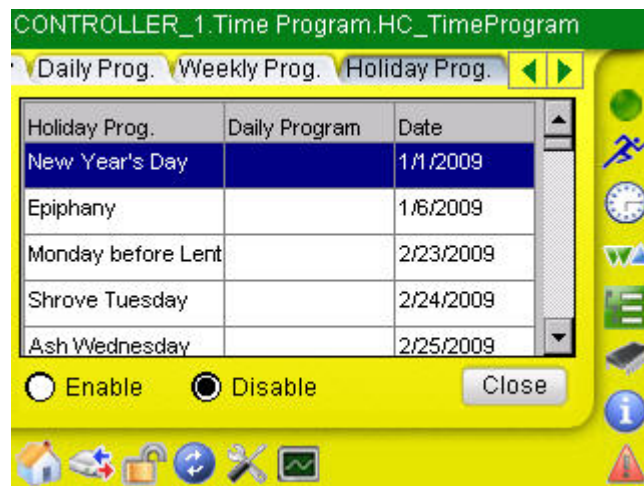 CONTROLLER_1.Time Program.HC_TimeProgram
Daily Prog. Weekly Prog. Holiday Prog.
Holiday Prog. Daily Program Date
New Year's Day 1/1/2009
Epiphany 1/6/2009
Monday before Lent 2/23/2009
Shrove Tuesday 2/24/2009
Ash Wednesday 2/25/2009
Enable Disable Close